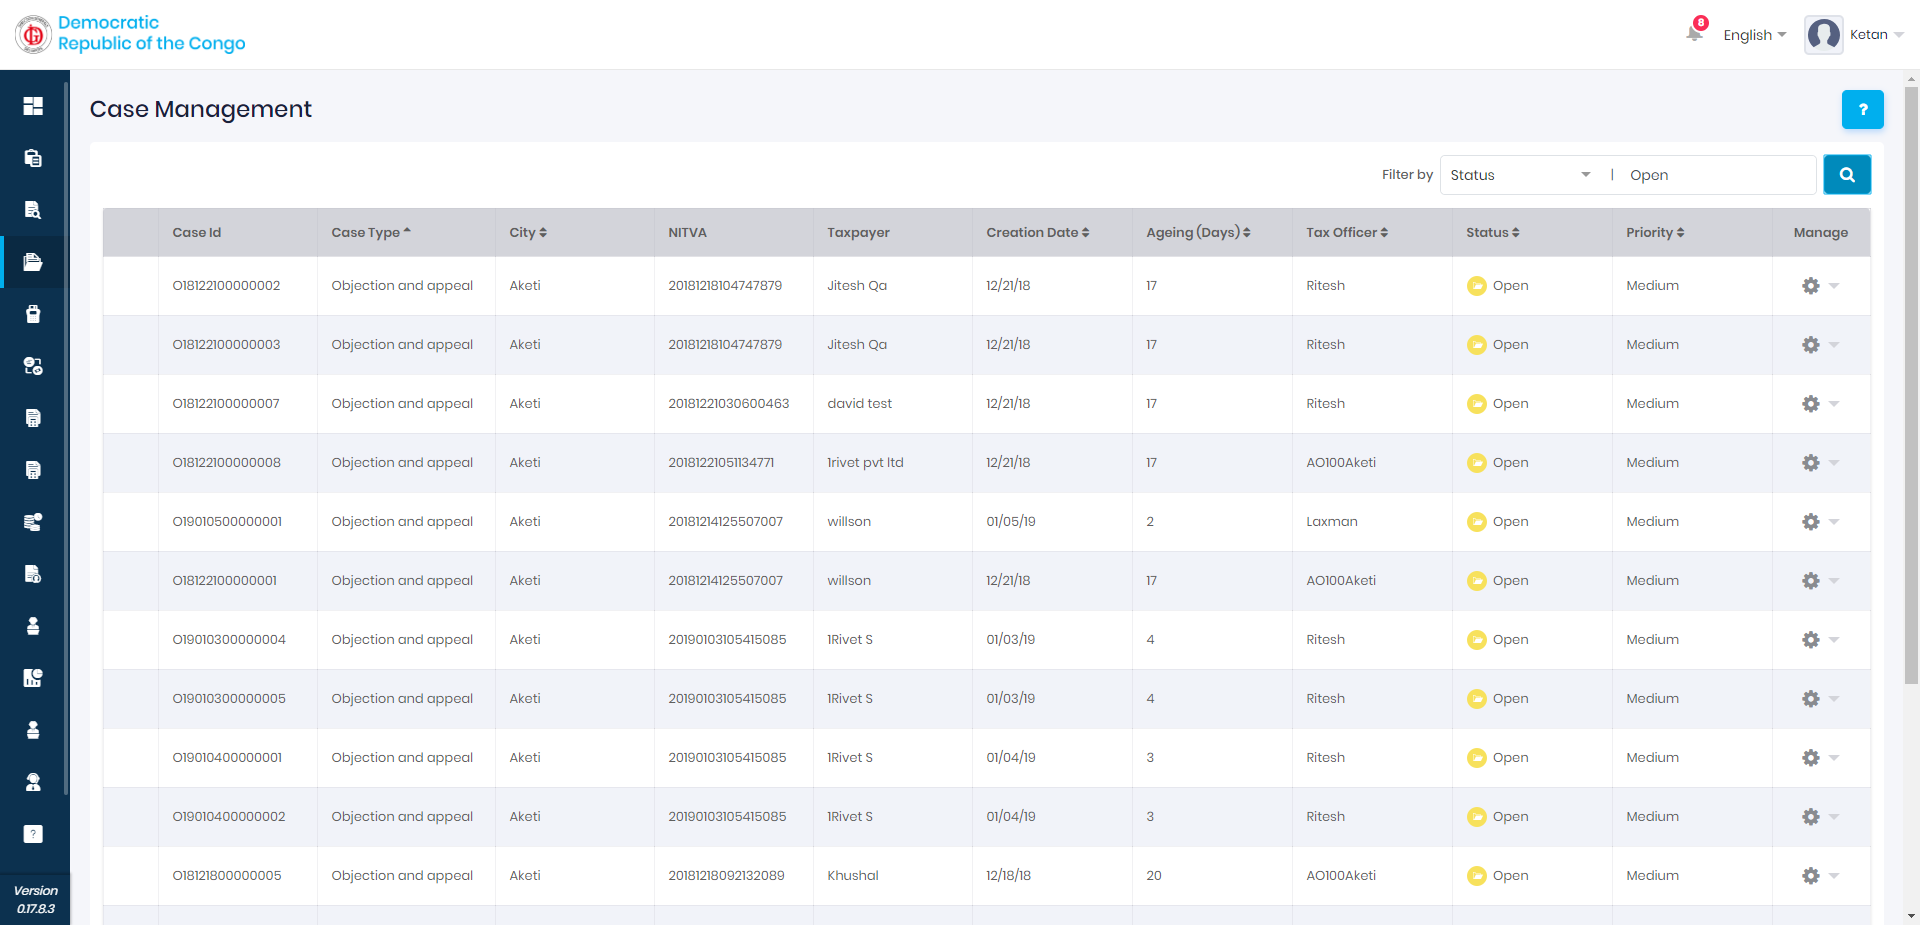 Democratic
Republic of the Congo
8
English
Ketan
Case Management
?
Filter by Status | Open
Case Id Case Type City NITVA Taxpayer Creation Date Ageing (Days) Tax Officer Status Priority Manage
O18122100000002 Objection and appeal Aketi 20181218104747879 Jitesh Qa 12/21/18 17 Ritesh Open Medium
O18122100000003 Objection and appeal Aketi 20181218104747879 Jitesh Qa 12/21/18 17 Ritesh Open Medium
O18122100000007 Objection and appeal Aketi 20181221030600463 david test 12/21/18 17 Ritesh Open Medium
O18122100000008 Objection and appeal Aketi 20181221051134771 1rivet pvt ltd 12/21/18 17 AO100Aketi Open Medium
O19010500000001 Objection and appeal Aketi 20181214125507007 willson 01/05/19 2 Laxman Open Medium
O18122100000001 Objection and appeal Aketi 20181214125507007 willson 12/21/18 17 AO100Aketi Open Medium
O19010300000004 Objection and appeal Aketi 20190103105415085 1Rivet S 01/03/19 4 Ritesh Open Medium
O19010300000005 Objection and appeal Aketi 20190103105415085 1Rivet S 01/03/19 4 Ritesh Open Medium
O19010400000001 Objection and appeal Aketi 20190103105415085 1Rivet S 01/04/19 3 Ritesh Open Medium
O19010400000002 Objection and appeal Aketi 20190103105415085 1Rivet S 01/04/19 3 Ritesh Open Medium
O18121800000005 Objection and appeal Aketi 20181218092132089 Khushal 12/18/18 20 AO100Aketi Open Medium
?
Version
0.17.8.3